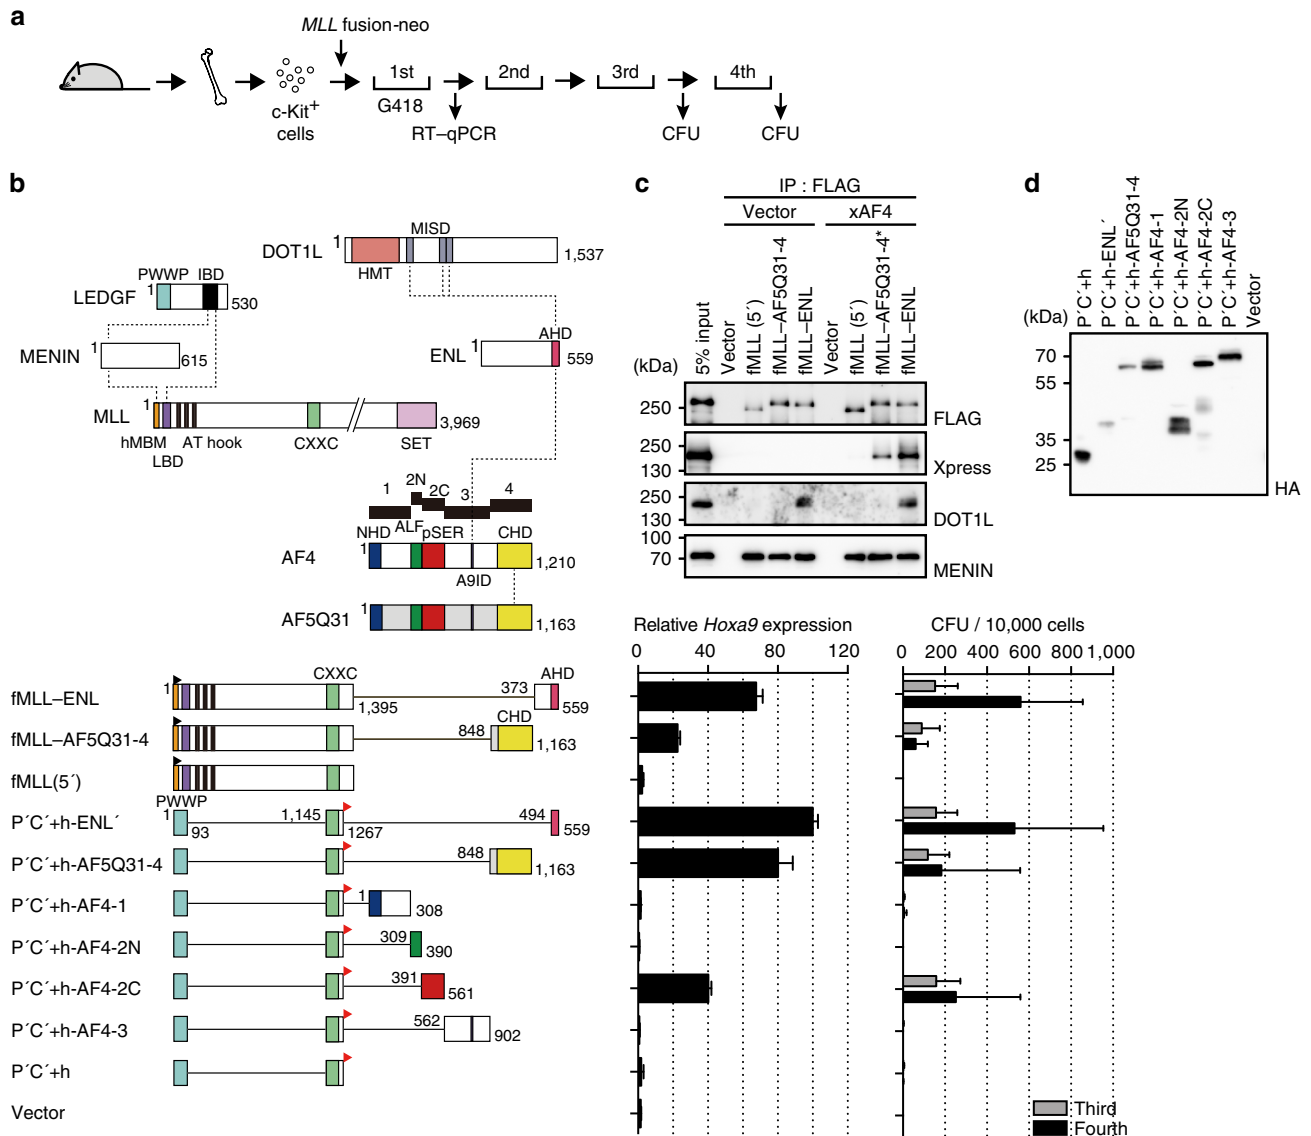 a
MLL fusion-neo
c-Kit+
cells
1st
G418
2nd
3rd
4th
RT–qPCR
CFU
CFU
b
DOT1L
1
MISD
HMT
1,537
LEDGF
PWWP
IBD
1
530
MENIN
1
615
ENL
1
AHD
559
MLL
1
hMBM
LBD
AT hook
CXXC
SET
3,969
1
2N
2C
3
4
NHD
ALF
pSER
CHD
AF4
1
1,210
A9ID
AF5Q31
1
1,163
c
IP : FLAG
Vector
xAF4
(kDa)
5% input
Vector
fMLL (5´)
fMLL–AF5Q31-4
fMLL–ENL
Vector
fMLL (5´)
fMLL–AF5Q31-4*
fMLL–ENL
250
FLAG
250
130
Xpress
250
130
DOT1L
100
70
MENIN
d
(kDa)
P´C´+h
P´C´+h-ENL´
P´C´+h-AF5Q31-4
P´C´+h-AF4-1
P´C´+h-AF4-2N
P´C´+h-AF4-2C
P´C´+h-AF4-3
Vector
70
55
35
25
HA
Relative Hoxa9 expression
0 40 80 120
CFU / 10,000 cells
0 200 400 600 800 1,000
fMLL–ENL
1
CXXC
1,395
373
AHD
559
fMLL–AF5Q31-4
848
CHD
1,163
fMLL(5´)
P´C´+h-ENL´
PWWP
1
93
1,145
1267
494
559
P´C´+h-AF5Q31-4
848
1,163
P´C´+h-AF4-1
1
308
P´C´+h-AF4-2N
309
390
P´C´+h-AF4-2C
391
561
P´C´+h-AF4-3
562
902
P´C´+h
Vector
Third
Fourth